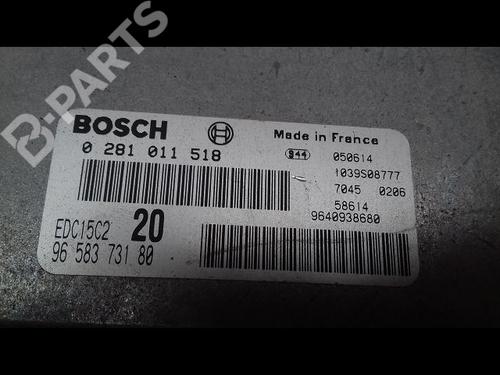 B-PARTS
BOSCH
Made in France
0 281 011 518
S44
050614
1039S08777
7045 0206
58614
9640938680
EDC15C2 20
96 583 731 80